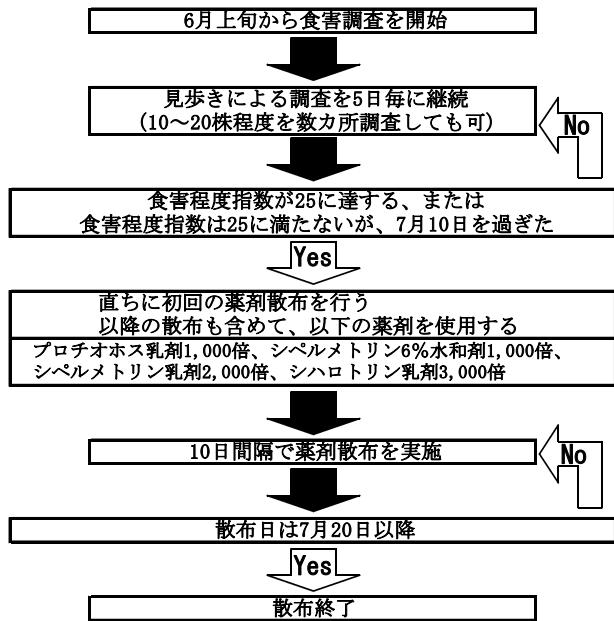 6月上旬から食害調査を開始
見歩きによる調査を5日毎に継続
(10～20株程度を数カ所調査しても可)
No
食害程度指数が25に達する、または
食害程度指数は25に満たないが、7月10日を過ぎた
Yes
直ちに初回の薬剤散布を行う
以降の散布も含めて、以下の薬剤を使用する
プロチオホス乳剤1,000倍、シペルメトリン6%水和剤1,000倍、
シペルメトリン乳剤2,000倍、シハロトリン乳剤3,000倍
10日間隔で薬剤散布を実施
No
散布日は7月20日以降
Yes
散布終了